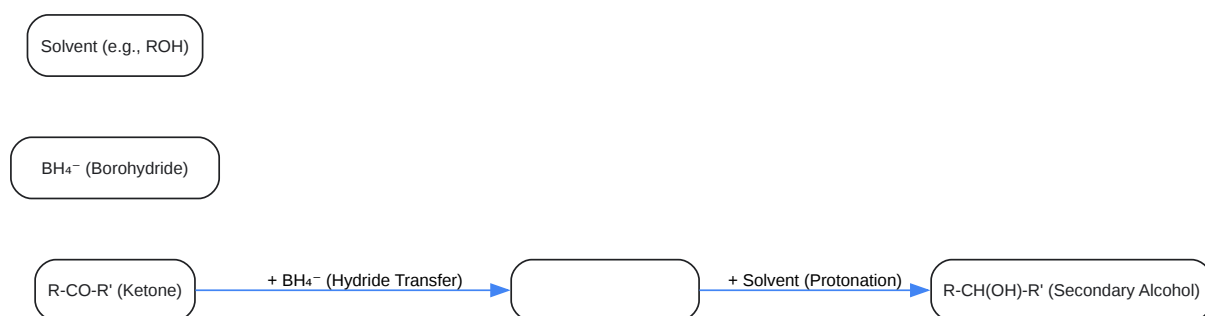 Solvent (e.g., ROH)
BH₄⁻ (Borohydride)
R-CO-R' (Ketone)
+ BH₄⁻ (Hydride Transfer)
+ Solvent (Protonation)
R-CH(OH)-R' (Secondary Alcohol)